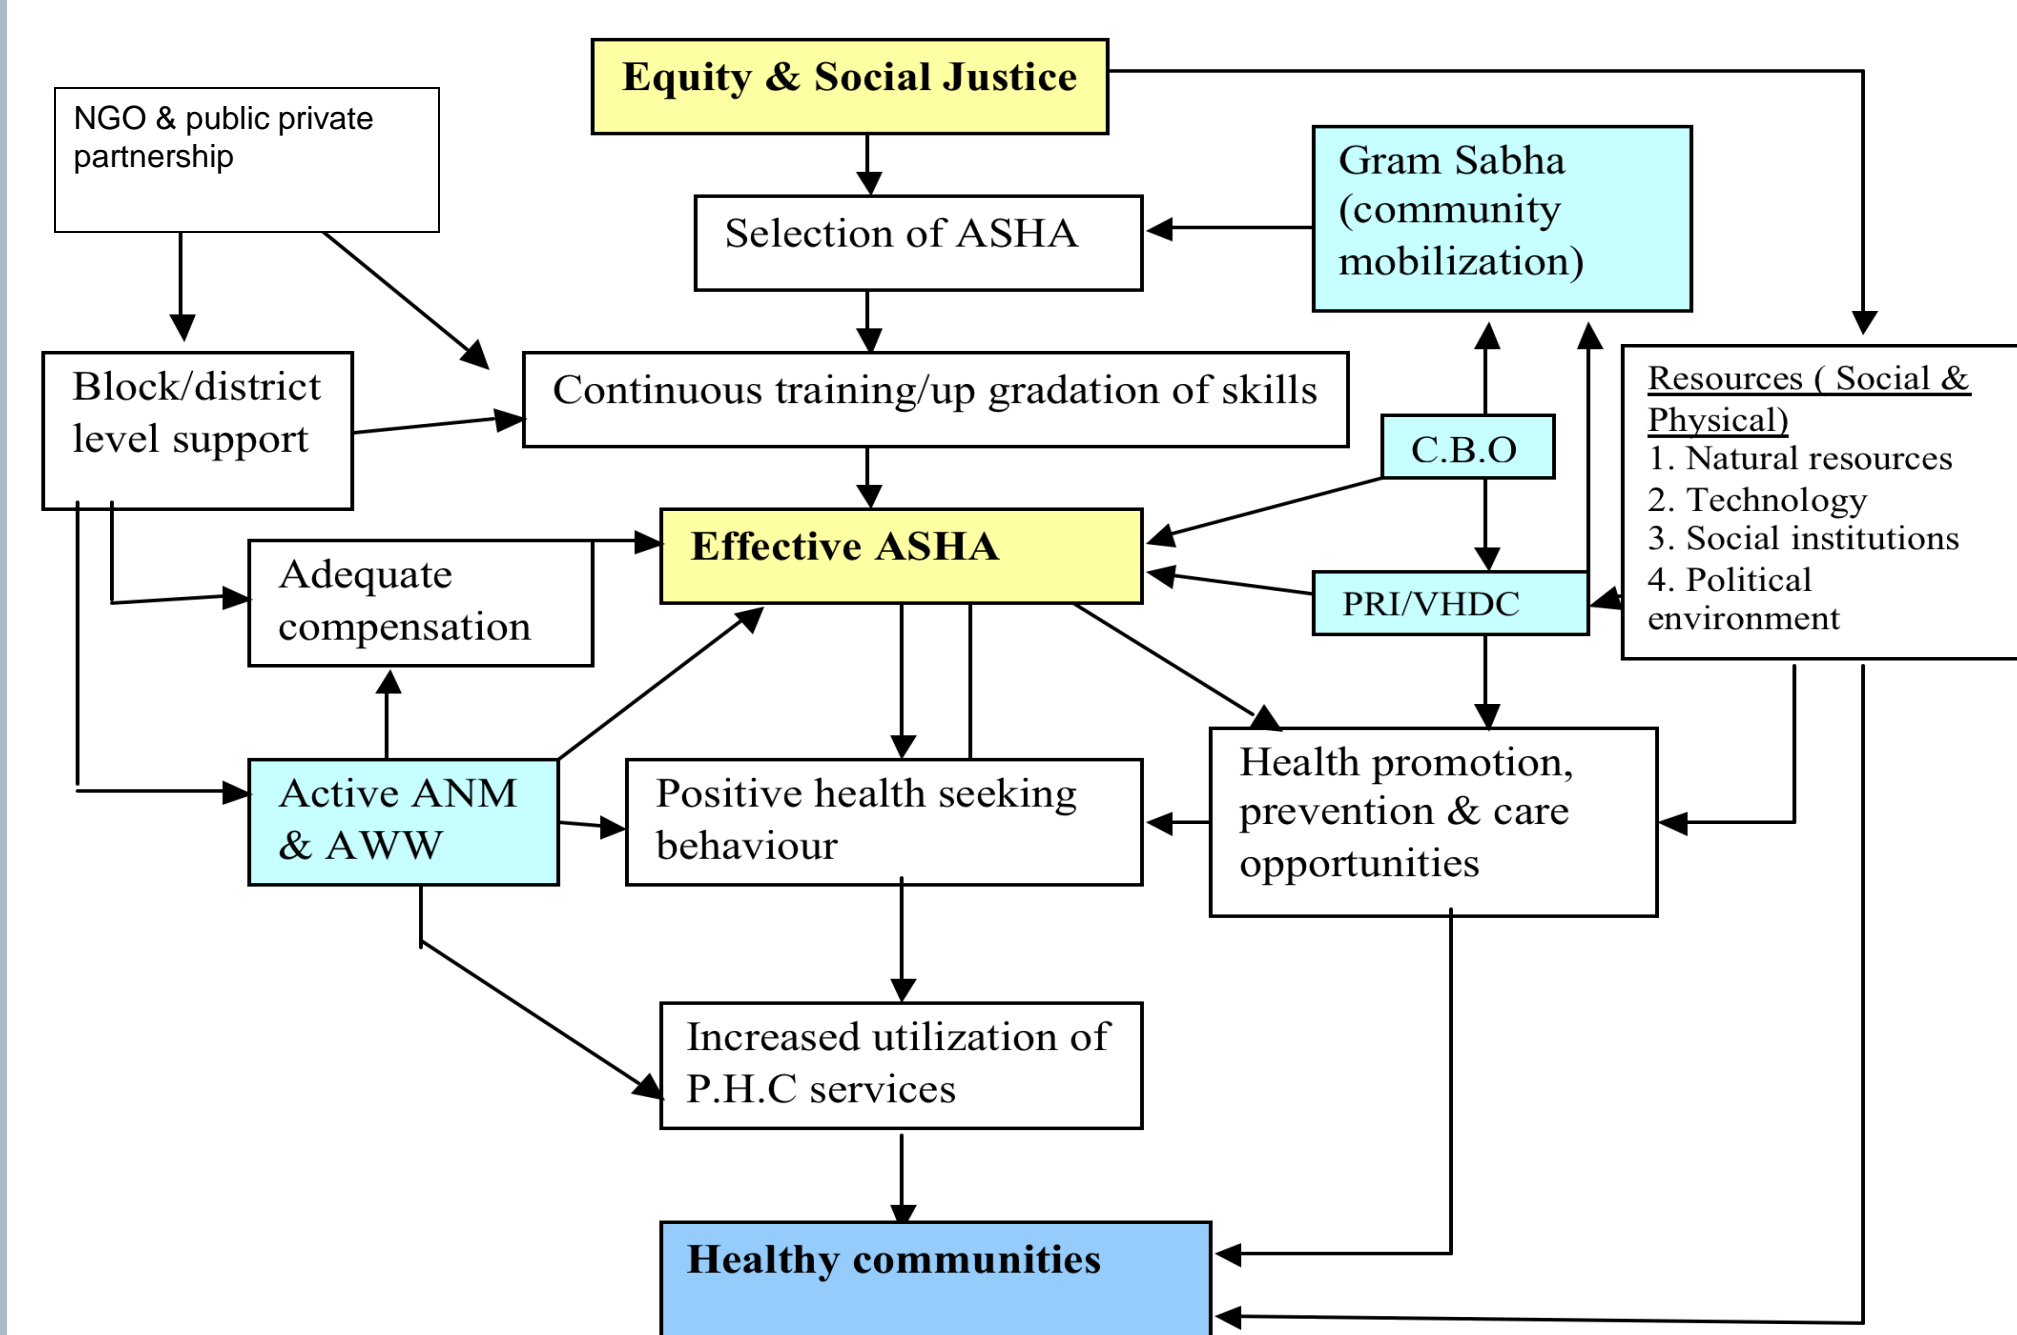 Equity & Social Justice
NGO & public private
partnership
Gram Sabha
(community
mobilization)
Selection of ASHA
Block/district
level support
Continuous training/up gradation of skills
Resources ( Social &
Physical)
1. Natural resources
2. Technology
3. Social institutions
4. Political
environment
C.B.O
Effective ASHA
Adequate
compensation
PRI/VHDC
Active ANM
& AWW
Positive health seeking
behaviour
Health promotion,
prevention & care
opportunities
Increased utilization of
P.H.C services
Healthy communities